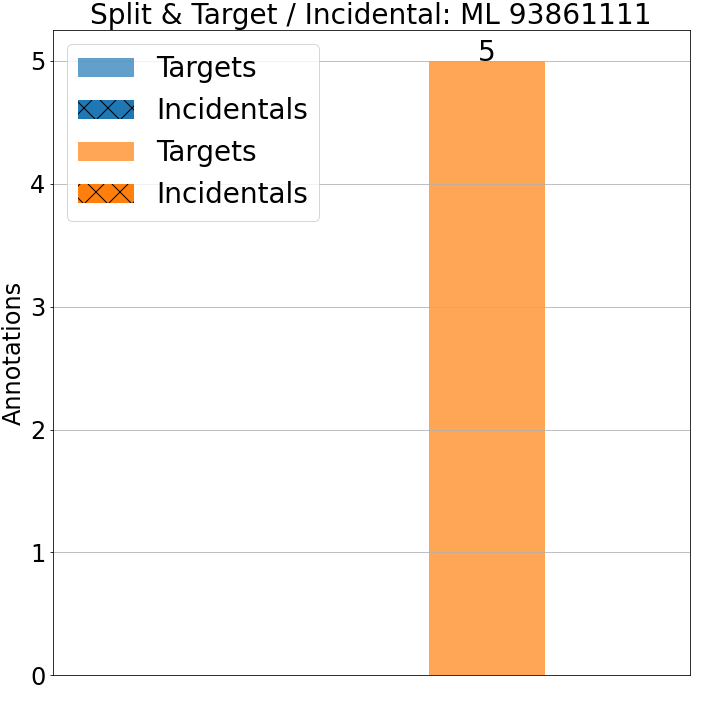 Split & Target / Incidental: ML 93861111
5
Targets
Incidentals
Targets
Incidentals
5
4
3
2
1
0
Annotations